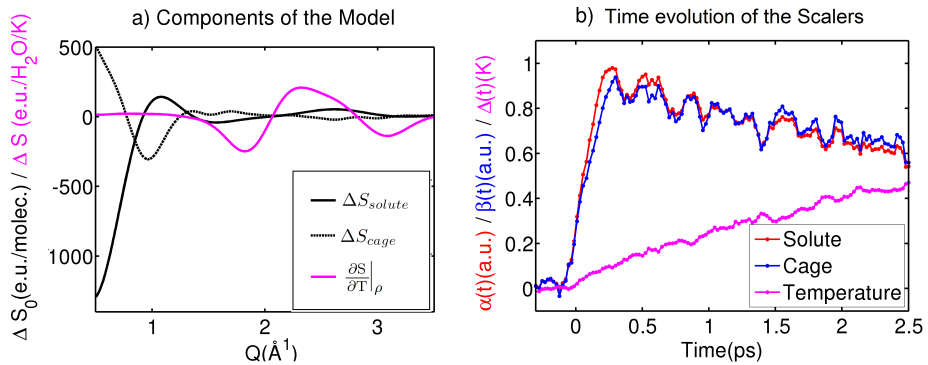 a) Components of the Model
ΔS₀(e.u./molec.) / ΔS (e.u./H₂O/K)
500
0
-500
1000
1
2
3
Q(Å¹)
ΔS_solute
ΔS_cage
∂S/∂T|ρ
b) Time evolution of the Scalers
α(t)(a.u.) / β(t)(a.u.) / Δ(t)(K)
1
0.8
0.6
0.4
0.2
0
0
0.5
1
1.5
2
2.5
Time(ps)
Solute
Cage
Temperature